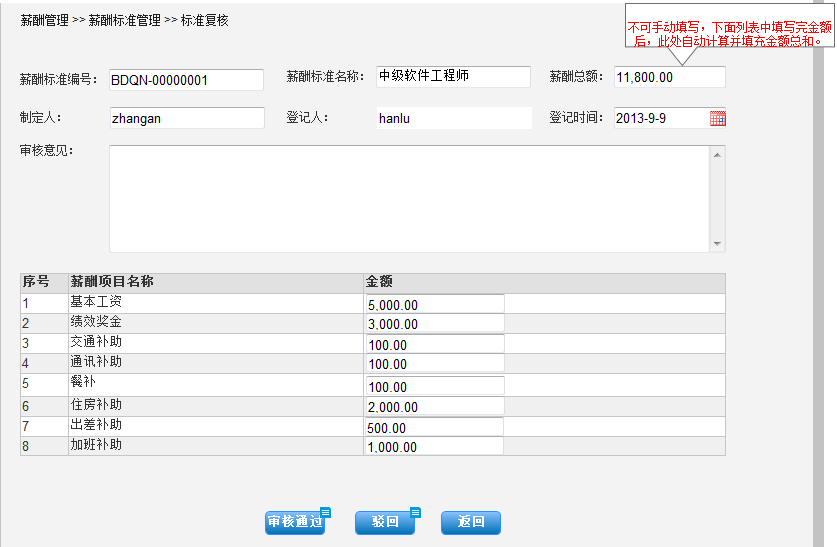 薪酬管理 >> 薪酬标准管理 >> 标准复核
不可手动填写，下面列表中填写完金额
后，此处自动计算并填充金额总和。
薪酬标准编号： BDQN-00000001 薪酬标准名称： 中级软件工程师 薪酬总额： 11,800.00
制定人： zhangan 登记人： hanlu 登记时间： 2013-9-9
审核意见：
序号 薪酬项目名称 金额
1 基本工资 5,000.00
2 绩效奖金 3,000.00
3 交通补助 100.00
4 通讯补助 100.00
5 餐补 100.00
6 住房补助 2,000.00
7 出差补助 500.00
8 加班补助 1,000.00
审核通过 驳回 返回